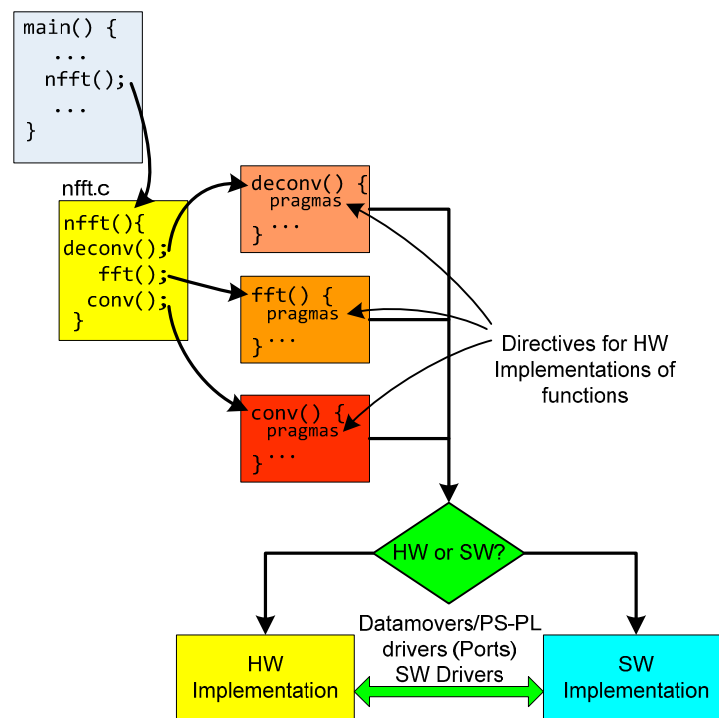 main() {
...
nfft();
...
}
nfft.c
nfft(){
deconv();
fft();
conv();
}
deconv() {
pragmas
...
}
fft() {
pragmas
...
}
conv() {
pragmas
...
}
Directives for HW
Implementations of
functions
HW or SW?
Datamovers/PS-PL
drivers (Ports)
SW Drivers
HW
Implementation
SW
Implementation